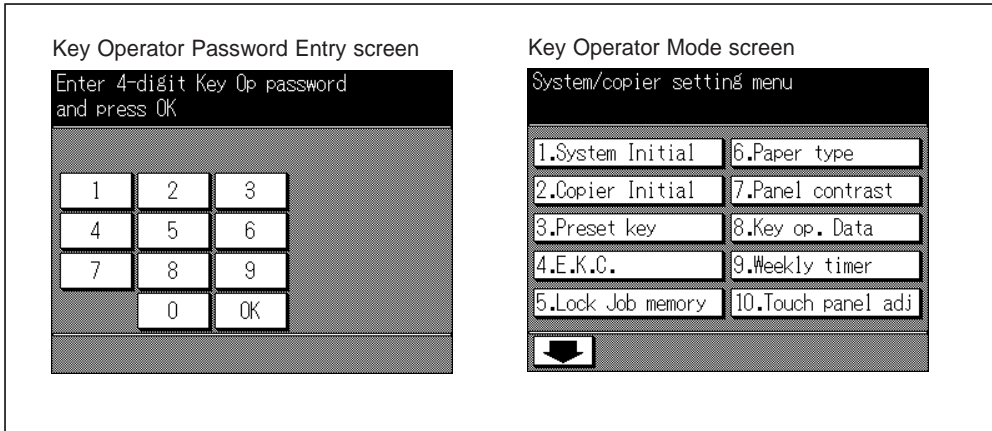 Key Operator Password Entry screen
Enter 4-digit Key Op password
and press OK
1 2 3
4 5 6
7 8 9
0 OK
Key Operator Mode screen
System/copier setting menu
1.System Initial 6.Paper type
2.Copier Initial 7.Panel contrast
3.Preset key 8.Key op. Data
4.E.K.C. 9.Weekly timer
5.Lock Job memory 10.Touch panel adj